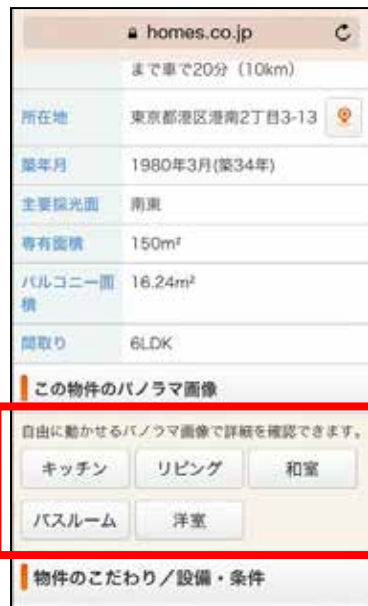 homes.co.jp
まで車で20分（10km）
所在地 東京都港区港南2丁目3-13
築年月 1980年3月(築34年)
主要採光面 南東
専有面積 150m²
バルコニー面
積 16.24m²
間取り 6LDK
この物件のパノラマ画像
自由に動かせるパノラマ画像で詳細を確認できます。
キッチン リビング 和室
バスルーム 洋室
物件のこだわり／設備・条件